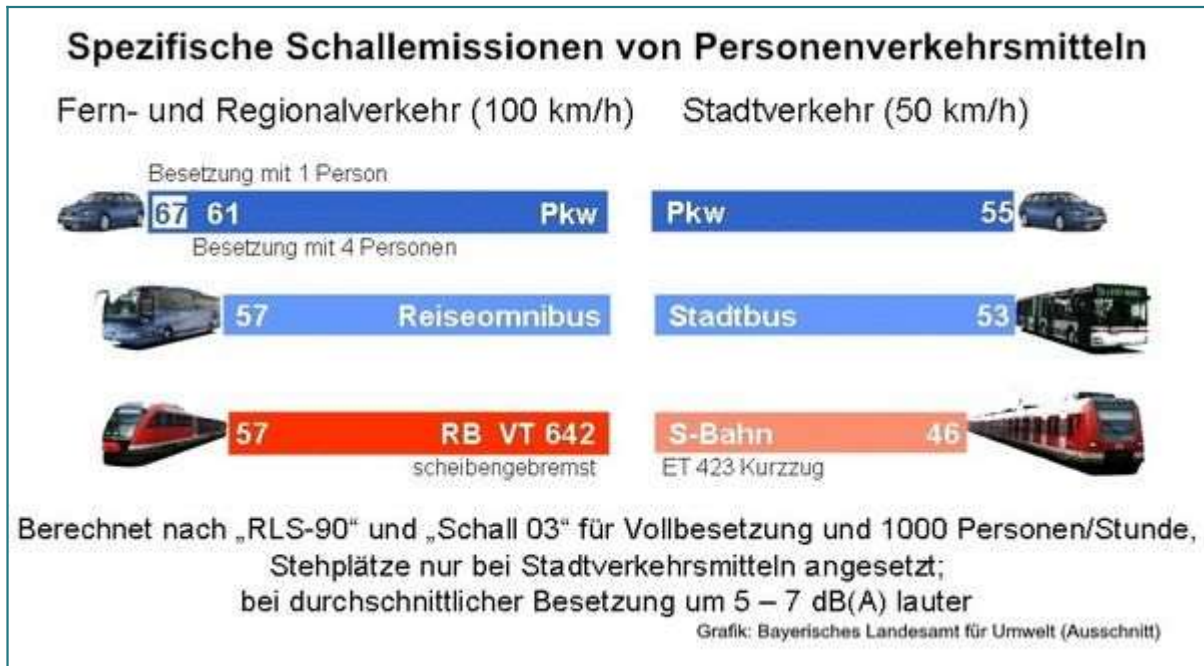 Spezifische Schallemissionen von Personenverkehrsmitteln
Fern- und Regionalverkehr (100 km/h)
Besetzung mit 1 Person
67 61 Pkw
Besetzung mit 4 Personen
57 Reiseomnibus
57 RB VT 642
scheibengebremst
Stadtverkehr (50 km/h)
Pkw 55
Stadtbus 53
S-Bahn 46
ET 423 Kurzzug
Berechnet nach „RLS-90“ und „Schall 03“ für Vollbesetzung und 1000 Personen/Stunde,
Stehplätze nur bei Stadtverkehrsmitteln angesetzt;
bei durchschnittlicher Besetzung um 5 – 7 dB(A) lauter
Grafik: Bayerisches Landesamt für Umwelt (Ausschnitt)